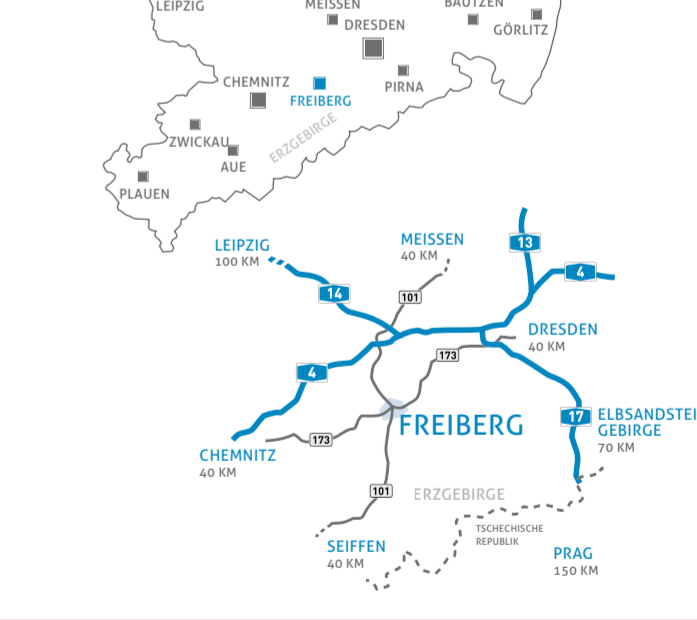 LEIPZIG
MEISSEN
BAUTZEN
DRESDEN
GÖRLITZ
CHEMNITZ
PIRNA
FREIBERG
ERZGEBIRGE
ZWICKAU
AUE
PLAUEN
13
MEISSEN
40 KM
LEIPZIG
100 KM
4
14
101
DRESDEN
40 KM
173
4
17
ELBSANDSTEI
GEBIRGE
70 KM
FREIBERG
173
CHEMNITZ
40 KM
101
ERZGEBIRGE
TSCHECHISCHE
REPUBLIK
SEIFFEN
40 KM
PRAG
150 KM